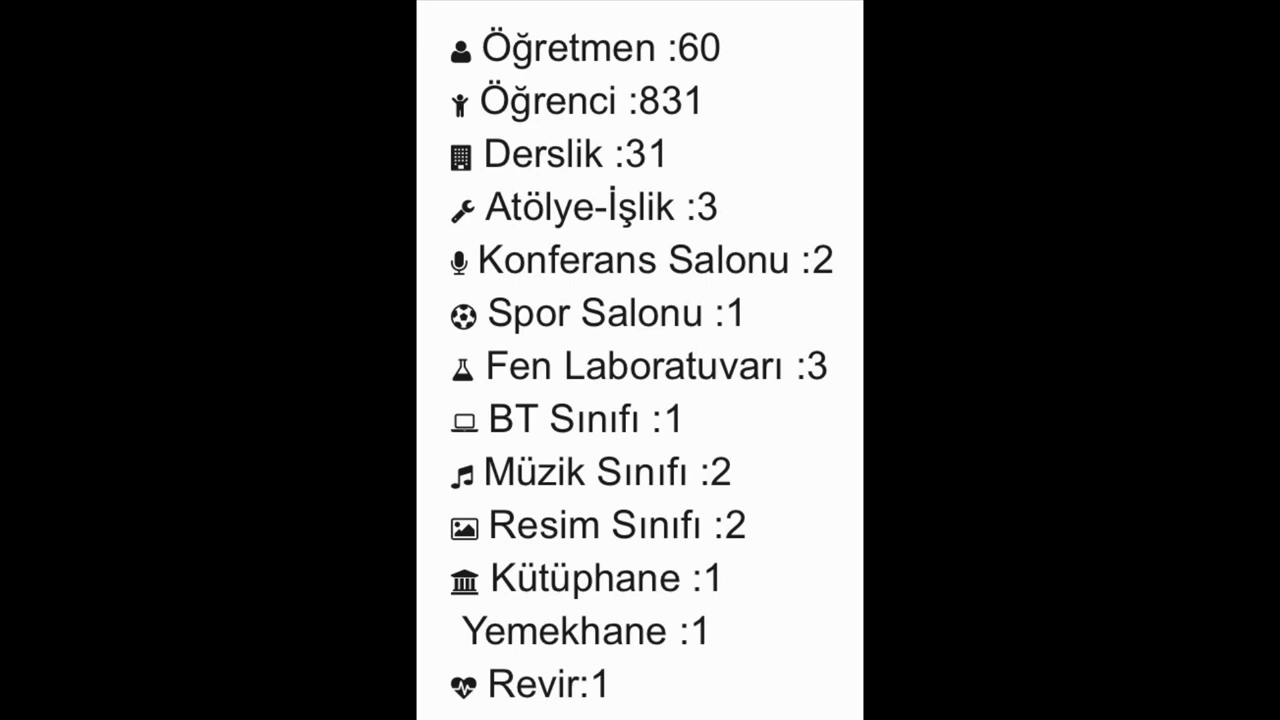 Öğretmen :60
Öğrenci :831
Derslik :31
Atölye-İşlik :3
Konferans Salonu :2
Spor Salonu :1
Fen Laboratuvarı :3
BT Sınıfı :1
Müzik Sınıfı :2
Resim Sınıfı :2
Kütüphane :1
Yemekhane :1
Revir:1